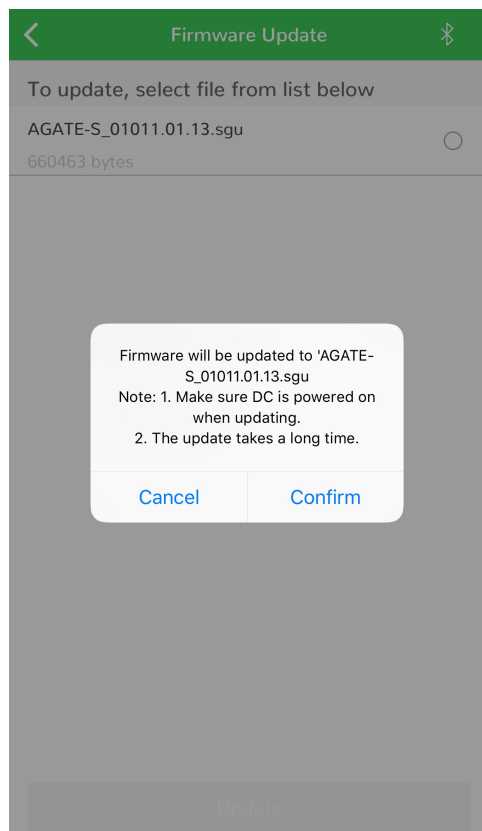 Firmware Update
To update, select file from list below
AGATE-S_01011.01.13.sgu
660463 bytes
Firmware will be updated to 'AGATE-
S_01011.01.13.sgu
Note: 1. Make sure DC is powered on
when updating.
2. The update takes a long time.
Cancel
Confirm
Update